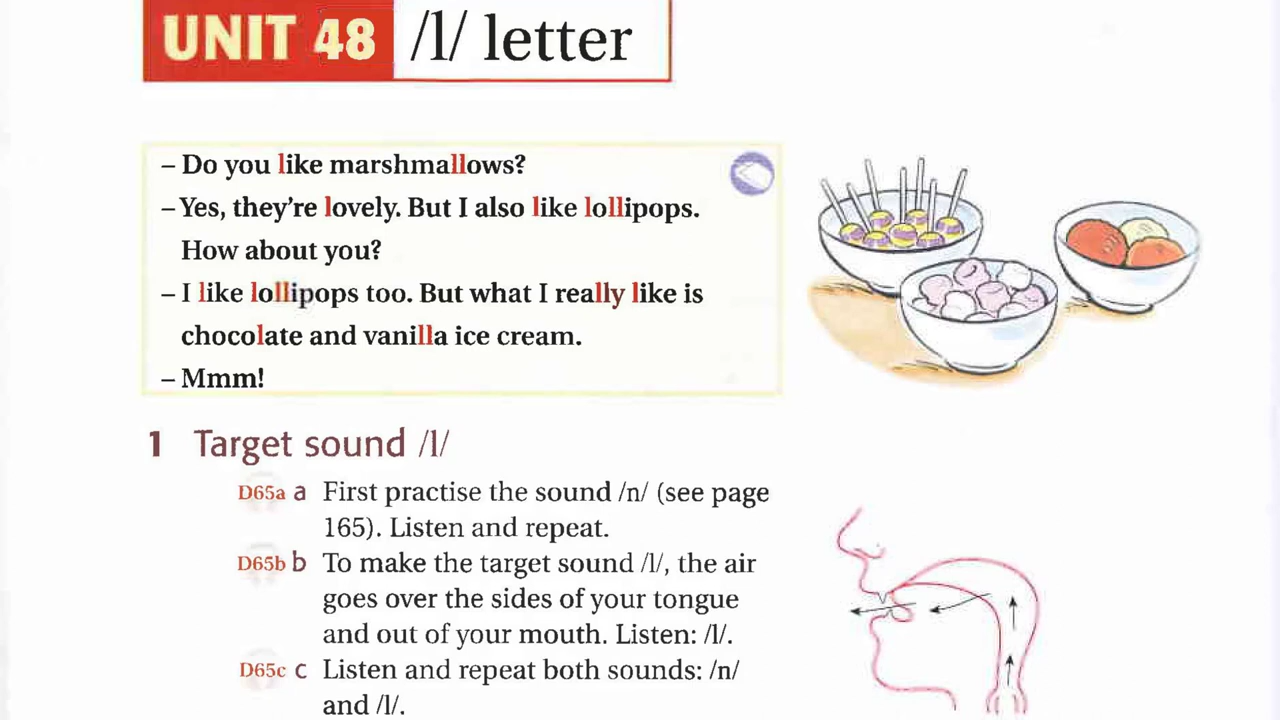 UNIT 48 /l/ letter
– Do you like marshmallows?
– Yes, they're lovely. But I also like lollipops.
How about you?
– I like lollipops too. But what I really like is
chocolate and vanilla ice cream.
– Mmm!
1 Target sound /l/
D65a a First practise the sound /n/ (see page
165). Listen and repeat.
D65b b To make the target sound /l/, the air
goes over the sides of your tongue
and out of your mouth. Listen: /l/.
D65c c Listen and repeat both sounds: /n/
and /l/.